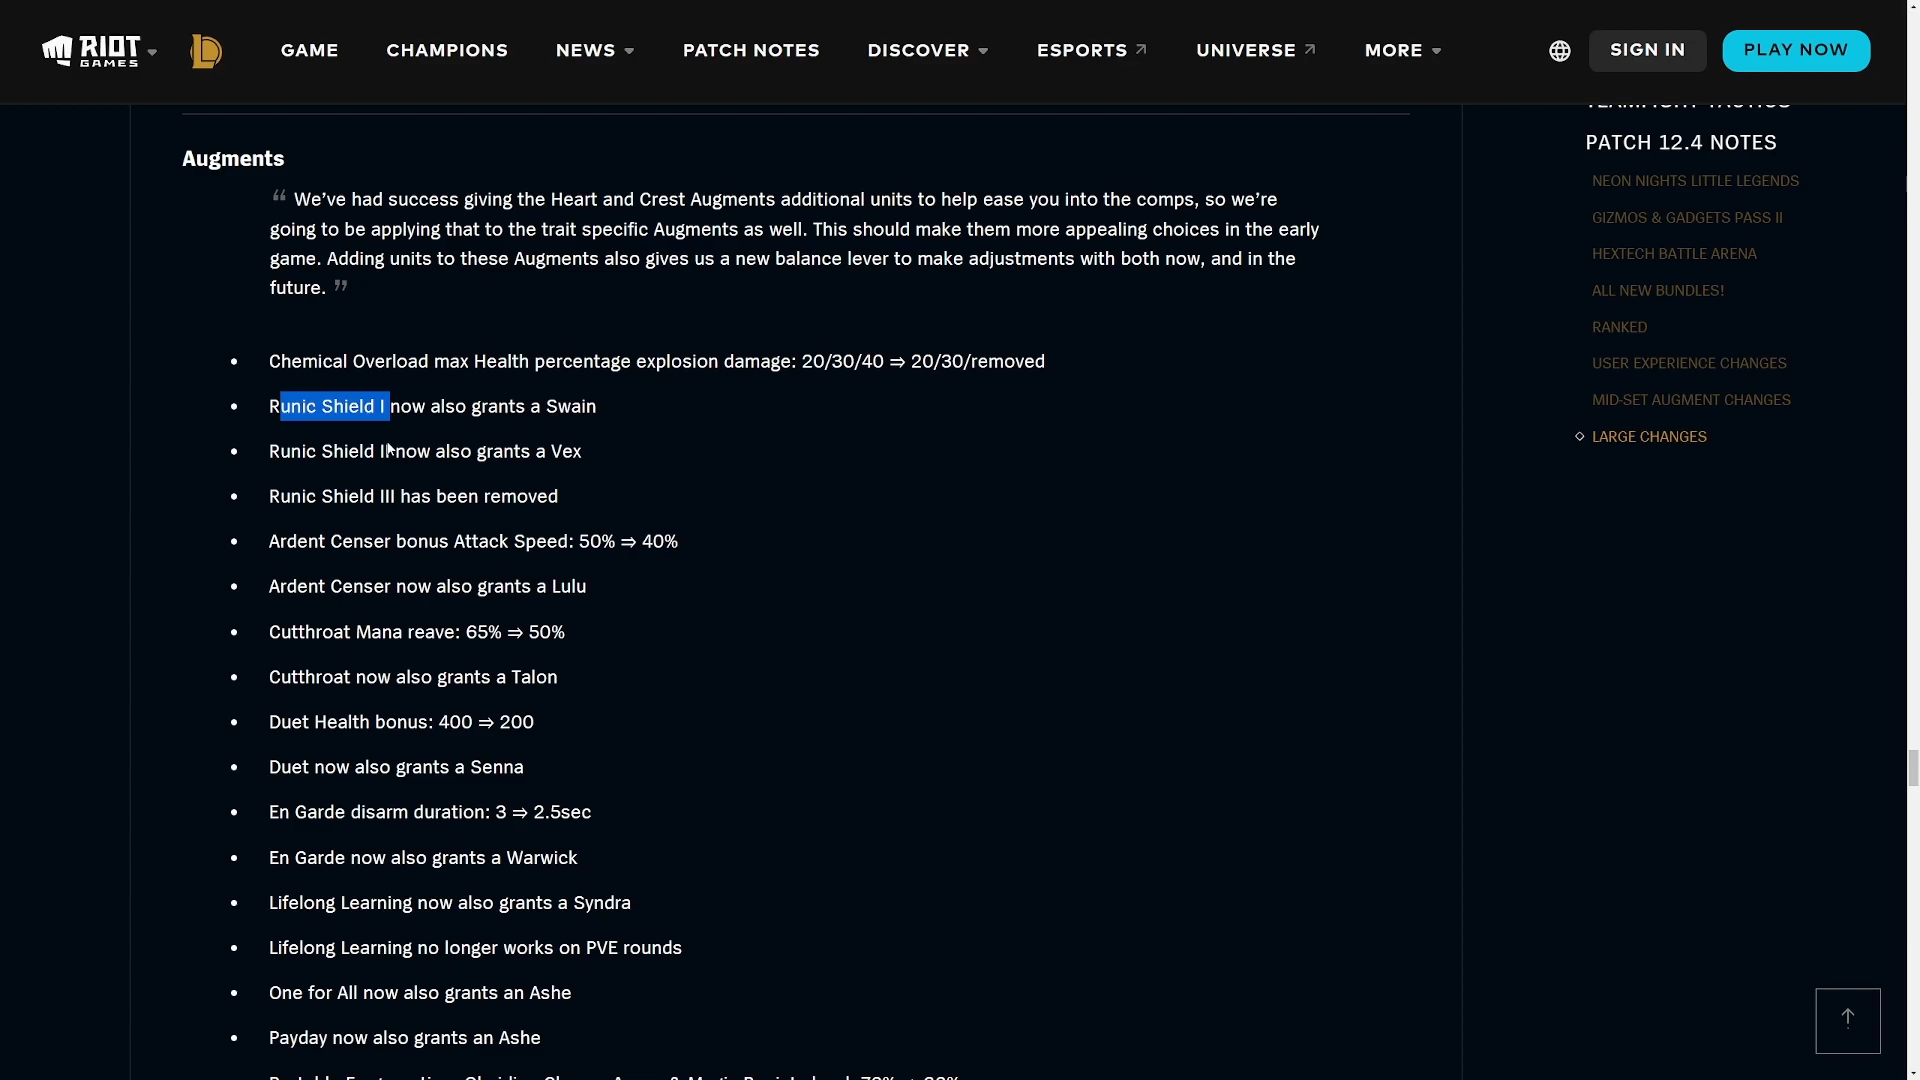 RIOT GAMES
GAME
CHAMPIONS
NEWS
PATCH NOTES
DISCOVER
ESPORTS
UNIVERSE
MORE
SIGN IN
PLAY NOW
Augments
“ We’ve had success giving the Heart and Crest Augments additional units to help ease you into the comps, so we’re
going to be applying that to the trait specific Augments as well. This should make them more appealing choices in the early
game. Adding units to these Augments also gives us a new balance lever to make adjustments with both now, and in the
future. ”
• Chemical Overload max Health percentage explosion damage: 20/30/40 ⇒ 20/30/removed
• Runic Shield I now also grants a Swain
• Runic Shield II now also grants a Vex
• Runic Shield III has been removed
• Ardent Censer bonus Attack Speed: 50% ⇒ 40%
• Ardent Censer now also grants a Lulu
• Cutthroat Mana reave: 65% ⇒ 50%
• Cutthroat now also grants a Talon
• Duet Health bonus: 400 ⇒ 200
• Duet now also grants a Senna
• En Garde disarm duration: 3 ⇒ 2.5sec
• En Garde now also grants a Warwick
• Lifelong Learning now also grants a Syndra
• Lifelong Learning no longer works on PVE rounds
• One for All now also grants an Ashe
• Payday now also grants an Ashe
TEAMFIGHT TACTICS
PATCH 12.4 NOTES
NEON NIGHTS LITTLE LEGENDS
GIZMOS & GADGETS PASS II
HEXTECH BATTLE ARENA
ALL NEW BUNDLES!
RANKED
USER EXPERIENCE CHANGES
MID-SET AUGMENT CHANGES
LARGE CHANGES